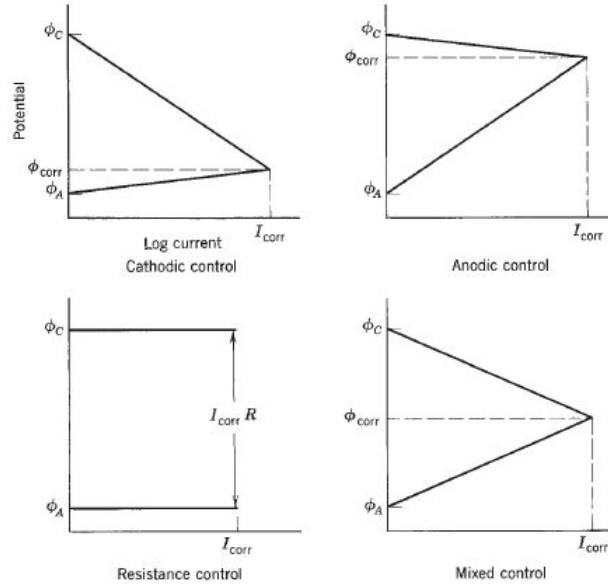 ϕC
Potential
ϕcorr
ϕA
Icorr
Log current
Cathodic control
ϕC
ϕcorr
ϕA
Icorr
Anodic control
ϕC
Icorr R
ϕA
Icorr
Resistance control
ϕC
ϕcorr
ϕA
Icorr
Mixed control